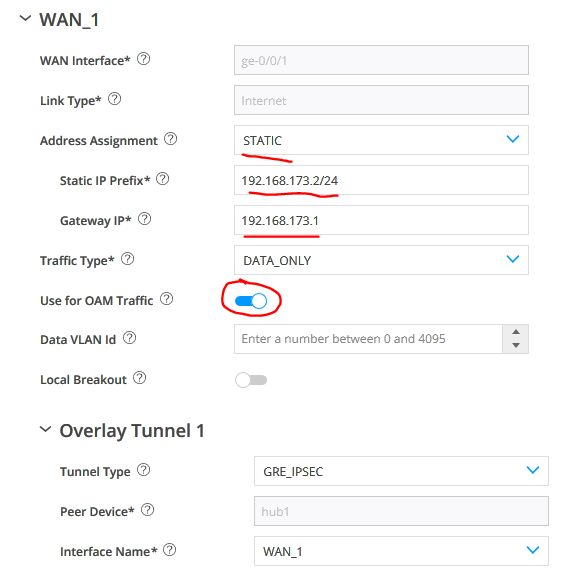 WAN_1
WAN Interface* ? ge-0/0/1
Link Type* ? Internet
Address Assignment ? STATIC
Static IP Prefix* ? 192.168.173.2/24
Gateway IP* ? 192.168.173.1
Traffic Type* ? DATA_ONLY
Use for OAM Traffic ?
Data VLAN Id ? Enter a number between 0 and 4095
Local Breakout ?
Overlay Tunnel 1
Tunnel Type ? GRE_IPSEC
Peer Device* ? hub1
Interface Name* ? WAN_1